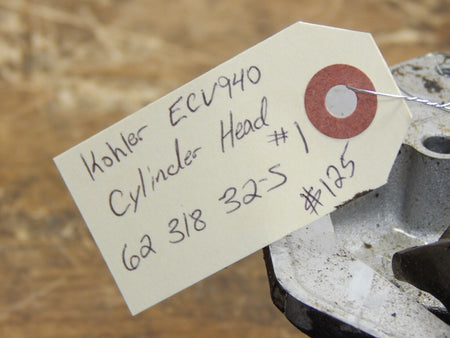 Kohler ECV940
Cylinder Head
#1
62 318 32-S
$125